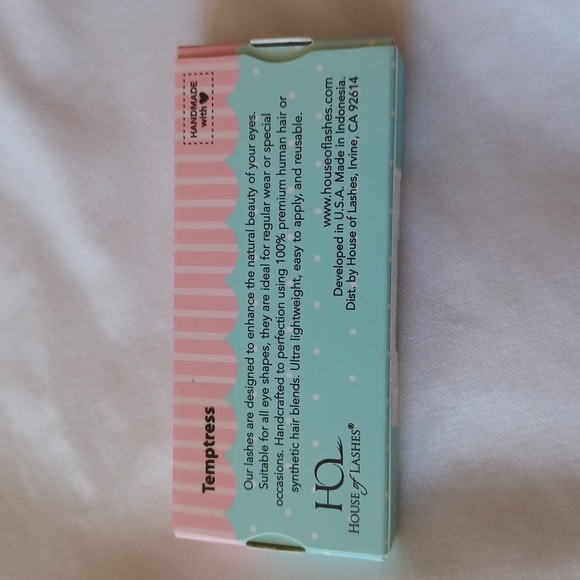 HANDMADE
with ♥
Temptress
Our lashes are designed to enhance the natural beauty of your eyes.
Suitable for all eye shapes, they are ideal for regular wear or special
occasions. Handcrafted to perfection using 100% premium human hair or
synthetic hair blends. Ultra lightweight, easy to apply, and reusable.
HOL
HOUSE of LASHES®
www.houseoflashes.com
Developed in U.S.A. Made in Indonesia.
Dist. by House of Lashes, Irvine, CA 92614